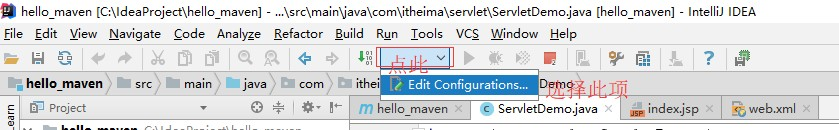 hello_maven [C:\IdeaProject\hello_maven] - ...\src\main\java\com\itheima\servlet\ServletDemo.java [hello_maven] - IntelliJ IDEA
File Edit View Navigate Code Analyze Refactor Build Run Tools VCS Window Help
点此
hello_maven src main java com ithei Demo
Edit Configurations... 选择此项
Project hello_maven ServletDemo.java index.jsp web.xml
hello_maven C:\IdeaProject\hello_maven